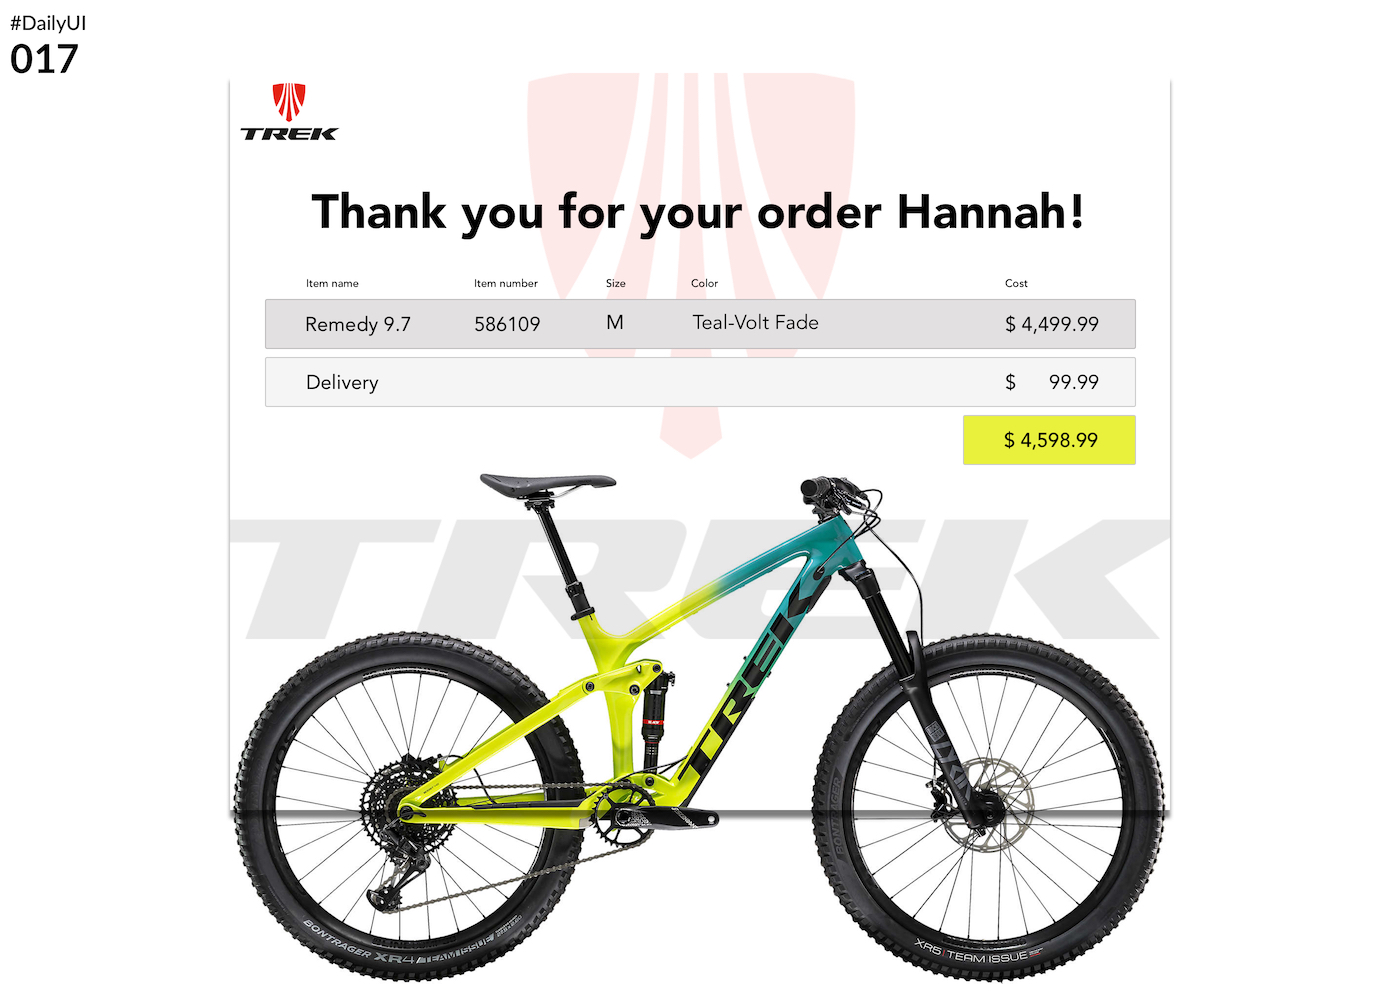 #DailyUI
017
TREK
Thank you for your order Hannah!
Item name Item number Size Color Cost
Remedy 9.7 586109 M Teal-Volt Fade $ 4,499.99
Delivery $ 99.99
$ 4,598.99
TREK
TREK
BONTRAGER XR4 TEAM ISSUE
BONTRAGER
XR5 TEAM ISSUE